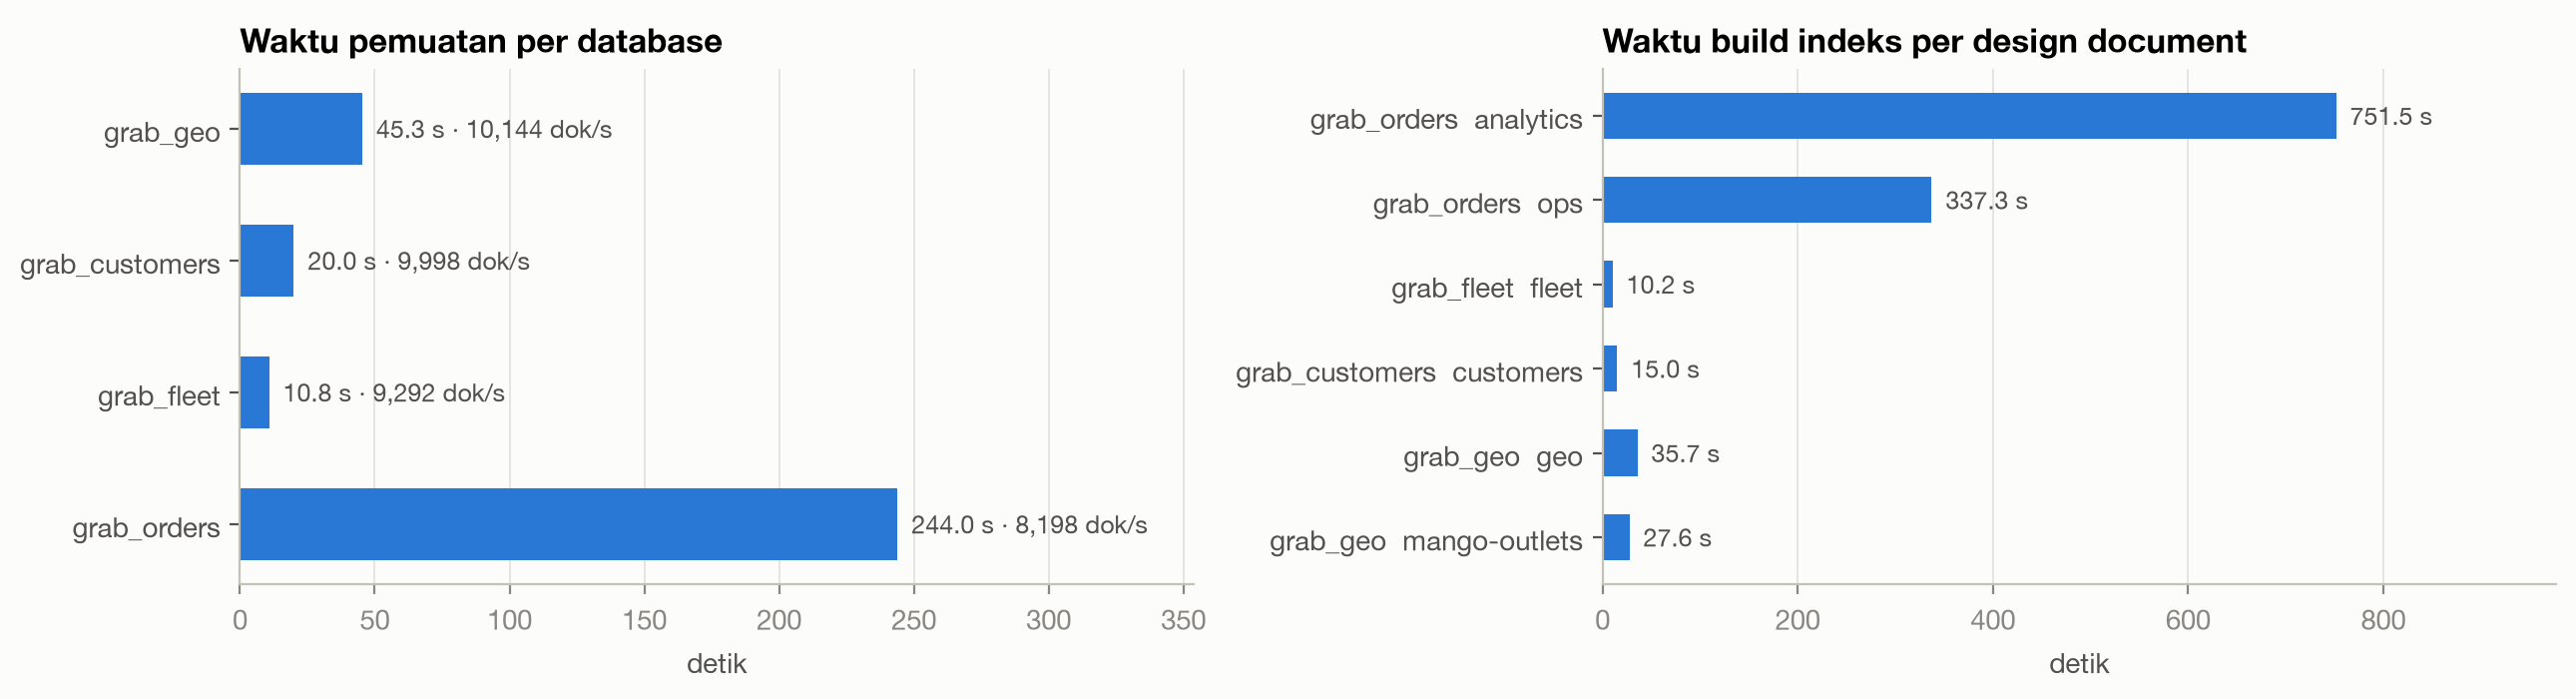 Waktu pemuatan per database
grab_geo
45.3 s · 10,144 dok/s
grab_customers
20.0 s · 9,998 dok/s
grab_fleet
10.8 s · 9,292 dok/s
grab_orders
244.0 s · 8,198 dok/s
0 50 100 150 200 250 300 350
detik
Waktu build indeks per design document
grab_orders analytics
751.5 s
grab_orders ops
337.3 s
grab_fleet fleet
10.2 s
grab_customers customers
15.0 s
grab_geo geo
35.7 s
grab_geo mango-outlets
27.6 s
0 200 400 600 800
detik